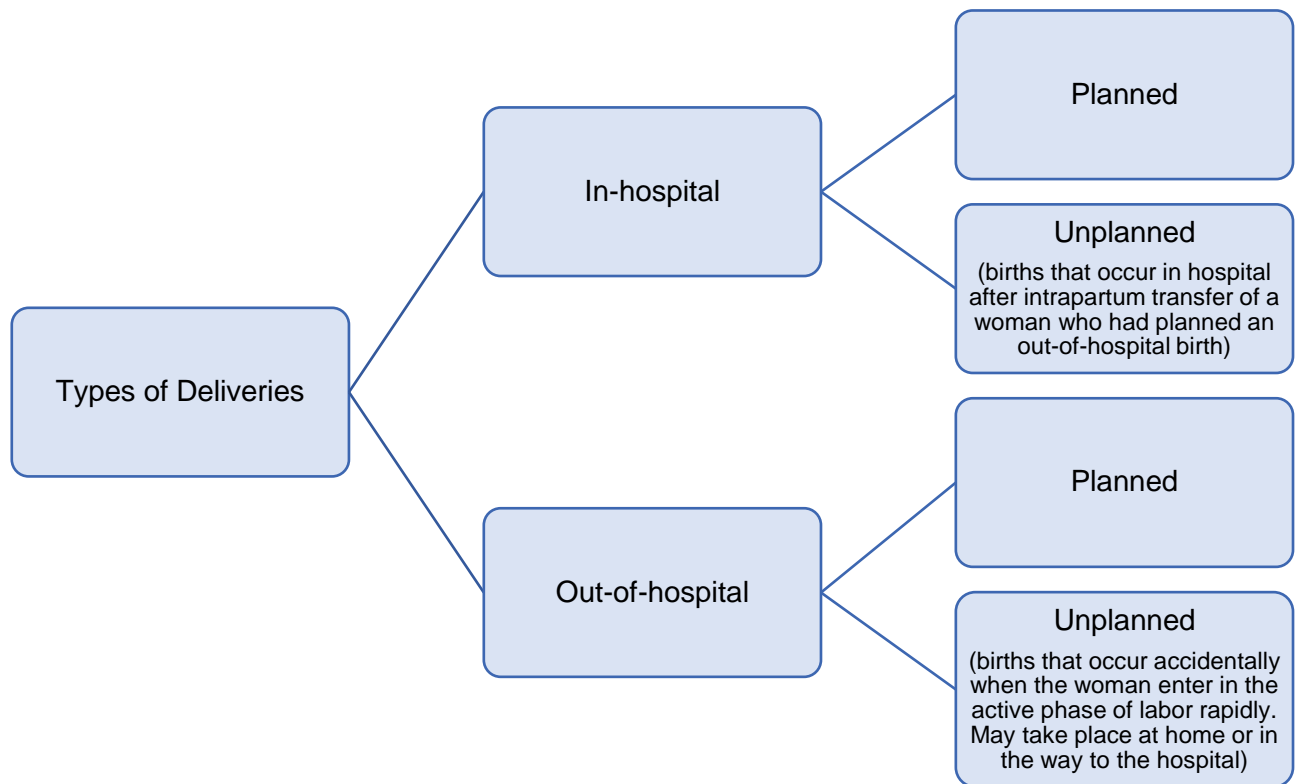 Types of Deliveries
In-hospital
Planned
Unplanned
(births that occur in hospital
after intrapartum transfer of a
woman who had planned an
out-of-hospital birth)
Out-of-hospital
Planned
Unplanned
(births that occur accidentally
when the woman enter in the
active phase of labor rapidly.
May take place at home or in
the way to the hospital)